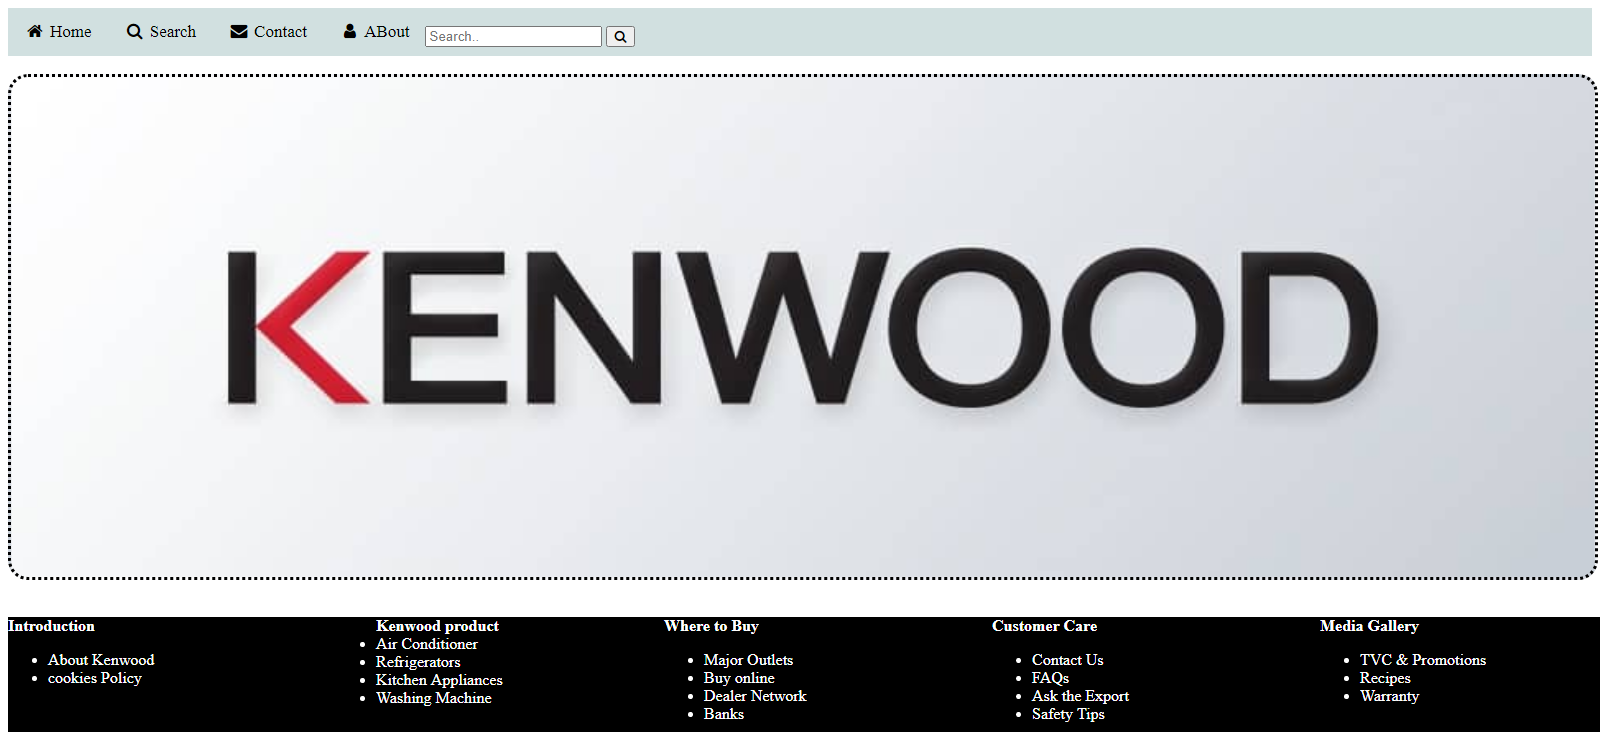 Home Search Contact ABout Search..
KENWOOD
Introduction
About Kenwood
cookies Policy
Kenwood product
Air Conditioner
Refrigerators
Kitchen Appliances
Washing Machine
Where to Buy
Major Outlets
Buy online
Dealer Network
Banks
Customer Care
Contact Us
FAQs
Ask the Export
Safety Tips
Media Gallery
TVC & Promotions
Recipes
Warranty